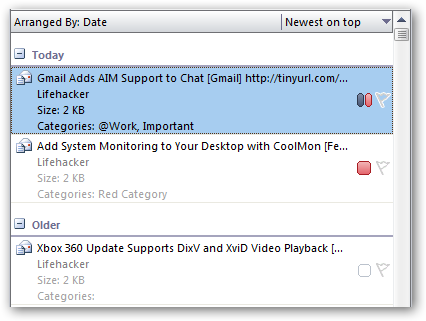 Arranged By: Date Newest on top
Today
Gmail Adds AIM Support to Chat [Gmail] http://tinyurl.com/...
Lifehacker
Size: 2 KB
Categories: @Work, Important
Add System Monitoring to Your Desktop with CoolMon [Fe...
Lifehacker
Size: 2 KB
Categories: Red Category
Older
Xbox 360 Update Supports DixV and XviD Video Playback [...
Lifehacker
Size: 2 KB
Categories: